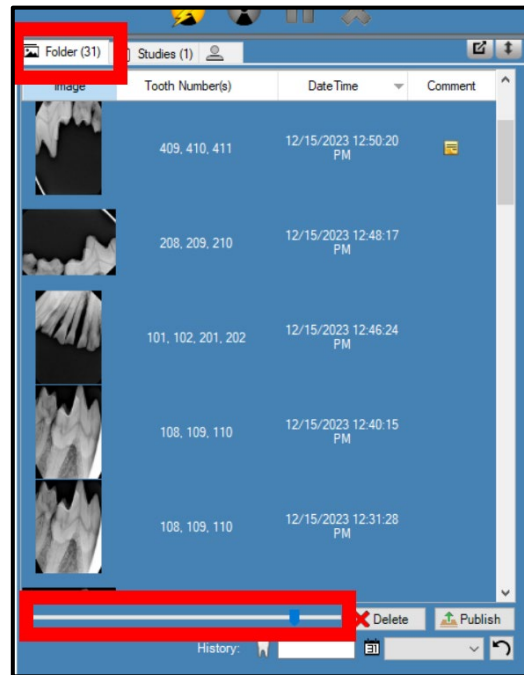 Folder (31) Studies (1)
Image Tooth Number(s) DateTime Comment
409, 410, 411 12/15/2023 12:50:20
PM
208, 209, 210 12/15/2023 12:48:17
PM
101, 102, 201, 202 12/15/2023 12:46:24
PM
108, 109, 110 12/15/2023 12:40:15
PM
108, 109, 110 12/15/2023 12:31:28
PM
Delete Publish
History: